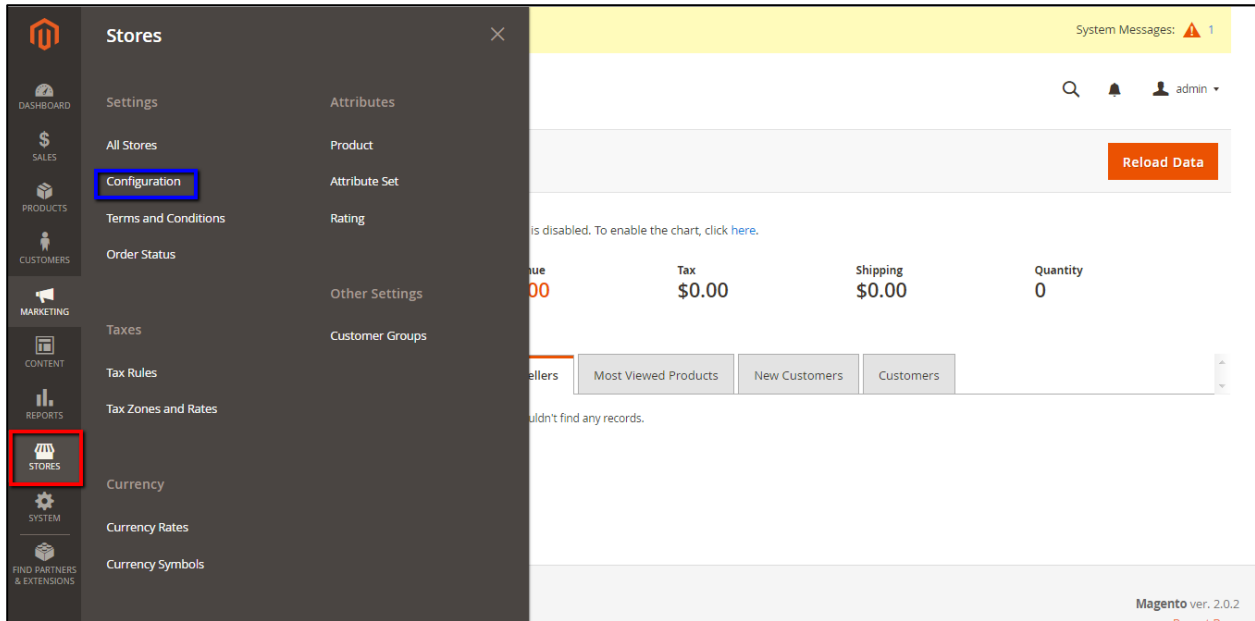 DASHBOARD
SALES
PRODUCTS
CUSTOMERS
MARKETING
CONTENT
REPORTS
STORES
SYSTEM
FIND PARTNERS
& EXTENSIONS
Stores
Settings
All Stores
Configuration
Terms and Conditions
Order Status
Taxes
Tax Rules
Tax Zones and Rates
Currency
Currency Rates
Currency Symbols
Attributes
Product
Attribute Set
Rating
Other Settings
Customer Groups
System Messages: 1
admin
Reload Data
is disabled. To enable the chart, click here.
nue Tax Shipping Quantity
00 $0.00 $0.00 0
ellers Most Viewed Products New Customers Customers
uldn't find any records.
Magento ver. 2.0.2